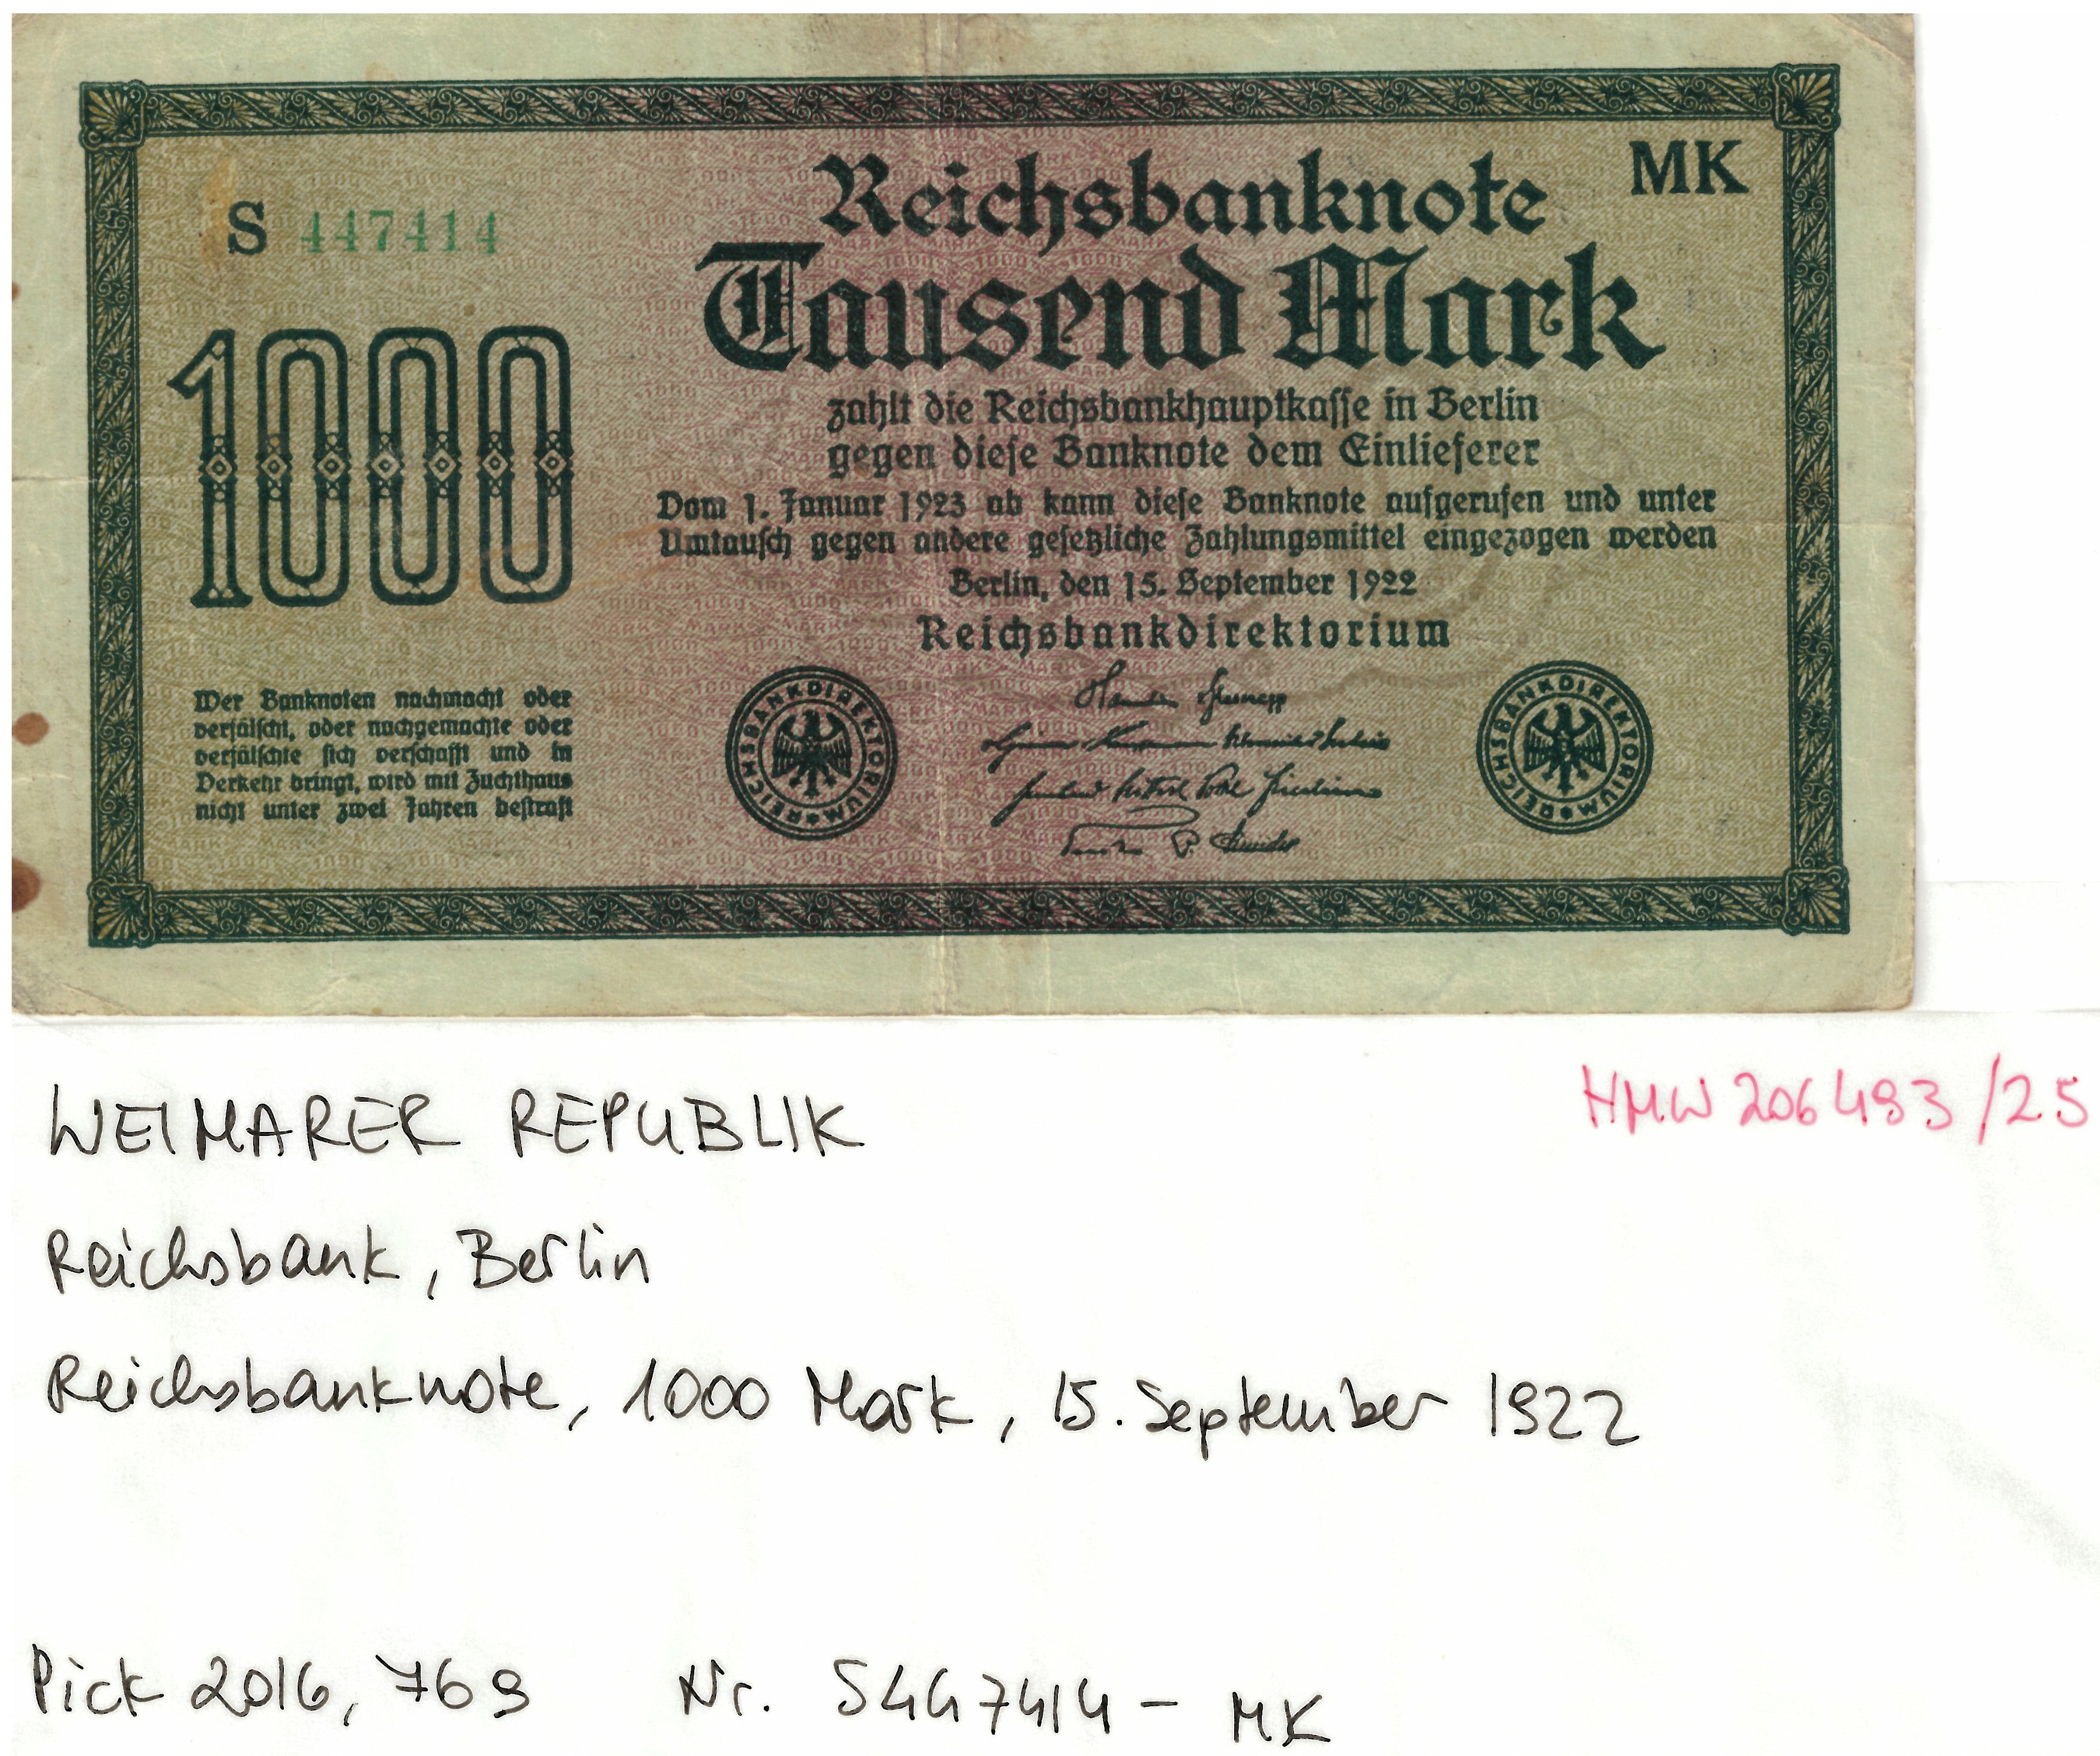 Reichsbanknote
MK
S 447414
Tausend Mark
1000
zahlt die Reichsbankhauptkasse in Berlin
gegen diese Banknote dem Einlieferer
Vom 1. Januar 1923 ab kann diese Banknote aufgerufen und unter
Umtausch gegen andere gesetzliche Zahlungsmittel eingezogen werden
Berlin, den 15. September 1922
Reichsbankdirektorium
Wer Banknoten nachmacht oder
verfälscht, oder nachgemachte oder
verfälschte sich verschafft und in
Verkehr bringt, wird mit Zuchthaus
nicht unter zwei Jahren bestraft
REICHSBANKDIREKTORIUM
REICHSBANKDIREKTORIUM
WEIMARER REPUBLIK
HMW 206493/25
Reichsbank, Berlin
Reichsbanknote, 1000 Mark, 15. September 1922
Pick 2016, 76g Nr. S447414 – MK